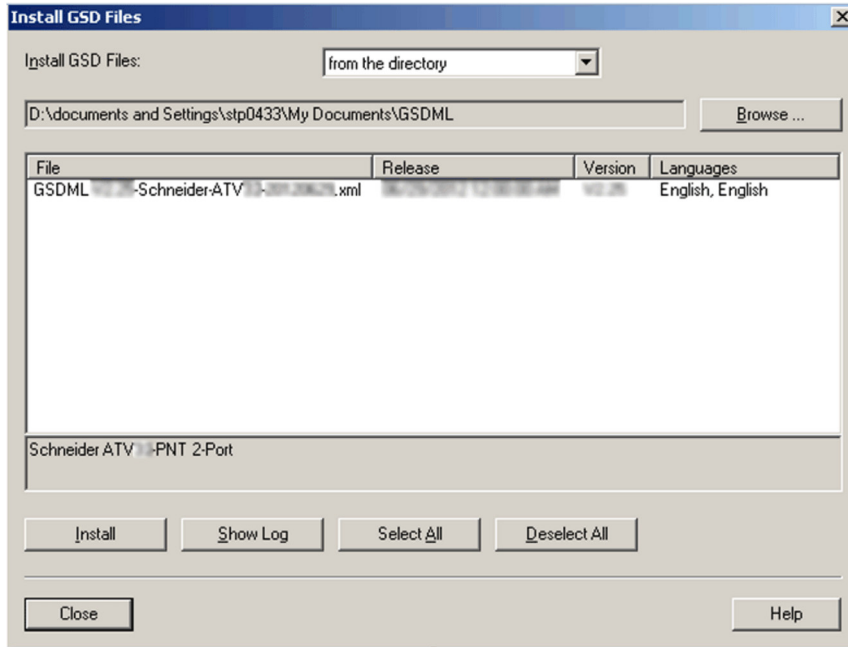 Install GSD Files
Install GSD Files: from the directory
D:\documents and Settings\stp0433\My Documents\GSDML Browse ...
File Release Version Languages
GSDML -Schneider-ATV - .xml English, English
Schneider ATV -PNT 2-Port
Install Show Log Select All Deselect All
Close Help